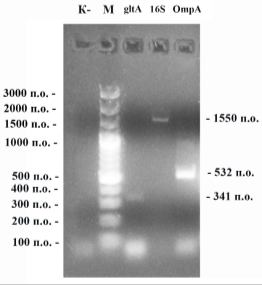 К- М gltA 16S OmpA
3000 п.о. -
2000 п.о. -
1500 п.о. -
1000 п.о. -
500 п.о. -
400 п.о. -
300 п.о. -
200 п.о. -
100 п.о. -
- 1550 п.о.
- 532 п.о.
- 341 п.о.